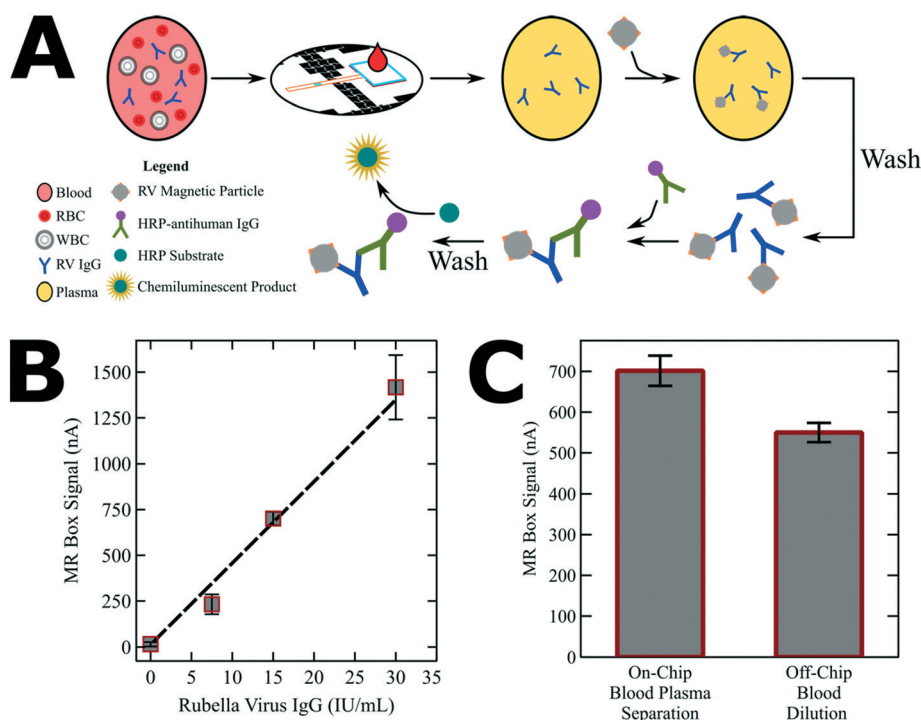 A
Wash
Legend
Blood
RBC
WBC
RV IgG
Plasma
RV Magnetic Particle
HRP-antihuman IgG
HRP Substrate
Chemiluminescent Product
Wash
B
MR Box Signal (nA)
1500
1250
750
250
0
0 5 10 15 20 25 30 35
Rubella Virus IgG (IU/mL)
C
MR Box Signal (nA)
700
600
500
400
300
200
100
0
On-Chip
Blood Plasma
Separation
Off-Chip
Blood
Dilution